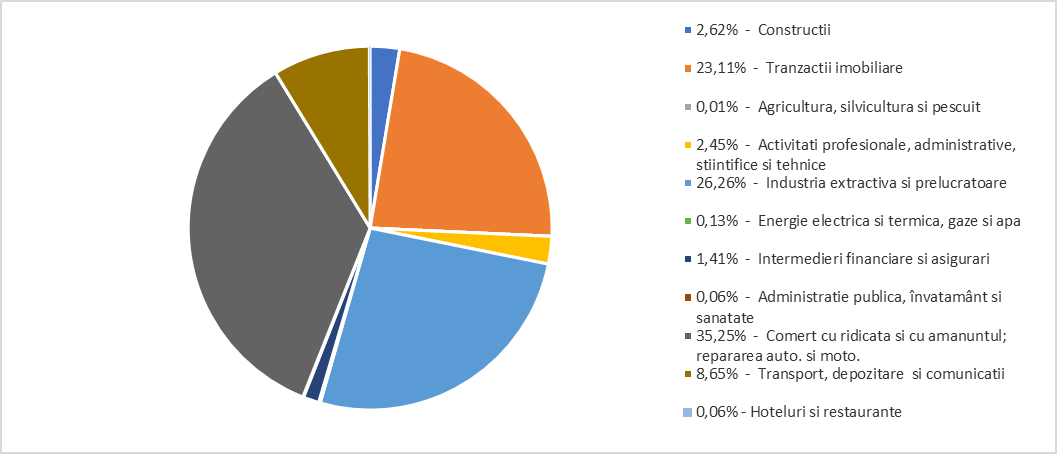 2,62% - Constructii
23,11% - Tranzactii imobiliare
0,01% - Agricultura, silvicultura si pescuit
2,45% - Activitati profesionale, administrative,
stiintifice si tehnice
26,26% - Industria extractiva si prelucratoare
0,13% - Energie electrica si termica, gaze si apa
1,41% - Intermedieri financiare si asigurari
0,06% - Administratie publica, învatamânt si
sanatate
35,25% - Comert cu ridicata si cu amanuntul;
repararea auto. si moto.
8,65% - Transport, depozitare si comunicatii
0,06% - Hoteluri si restaurante